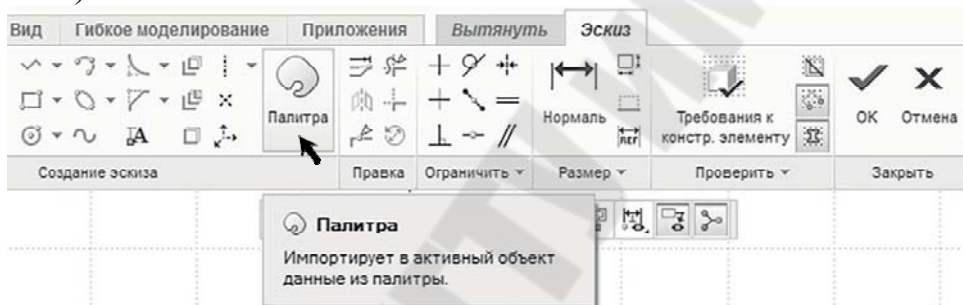 Вид Гибкое моделирование Приложения Вытянуть Эскиз
Палитра Нормаль REF Требования к констр. элементу ОК Отмена
Создание эскиза Правка Ограничить Размер Проверить Закрыть
Палитра
Импортирует в активный объект
данные из палитры.